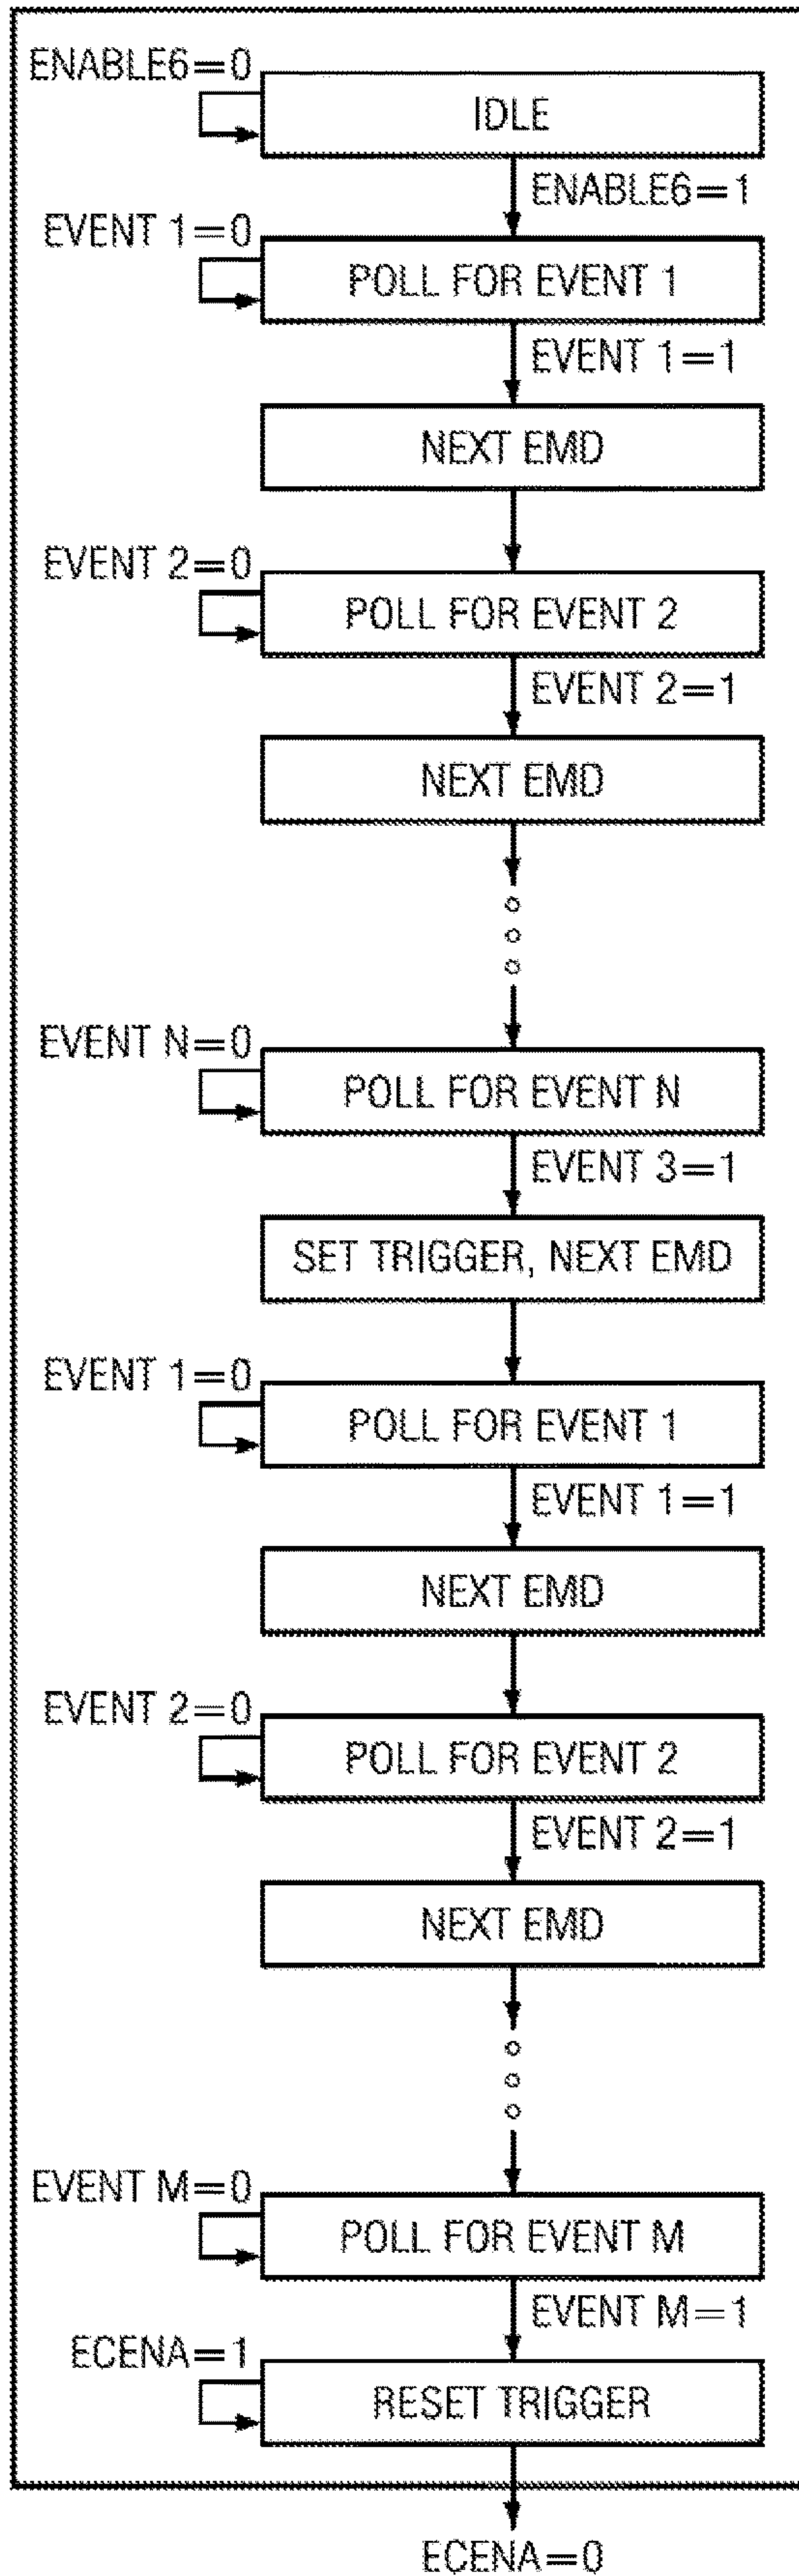 ENABLE6=0
IDLE
ENABLE6=1
EVENT 1=0
POLL FOR EVENT 1
EVENT 1=1
NEXT EMD
EVENT 2=0
POLL FOR EVENT 2
EVENT 2=1
NEXT EMD
EVENT N=0
POLL FOR EVENT N
EVENT 3=1
SET TRIGGER, NEXT EMD
EVENT 1=0
POLL FOR EVENT 1
EVENT 1=1
NEXT EMD
EVENT 2=0
POLL FOR EVENT 2
EVENT 2=1
NEXT EMD
EVENT M=0
POLL FOR EVENT M
EVENT M=1
ECENA=1
RESET TRIGGER
ECENA=0